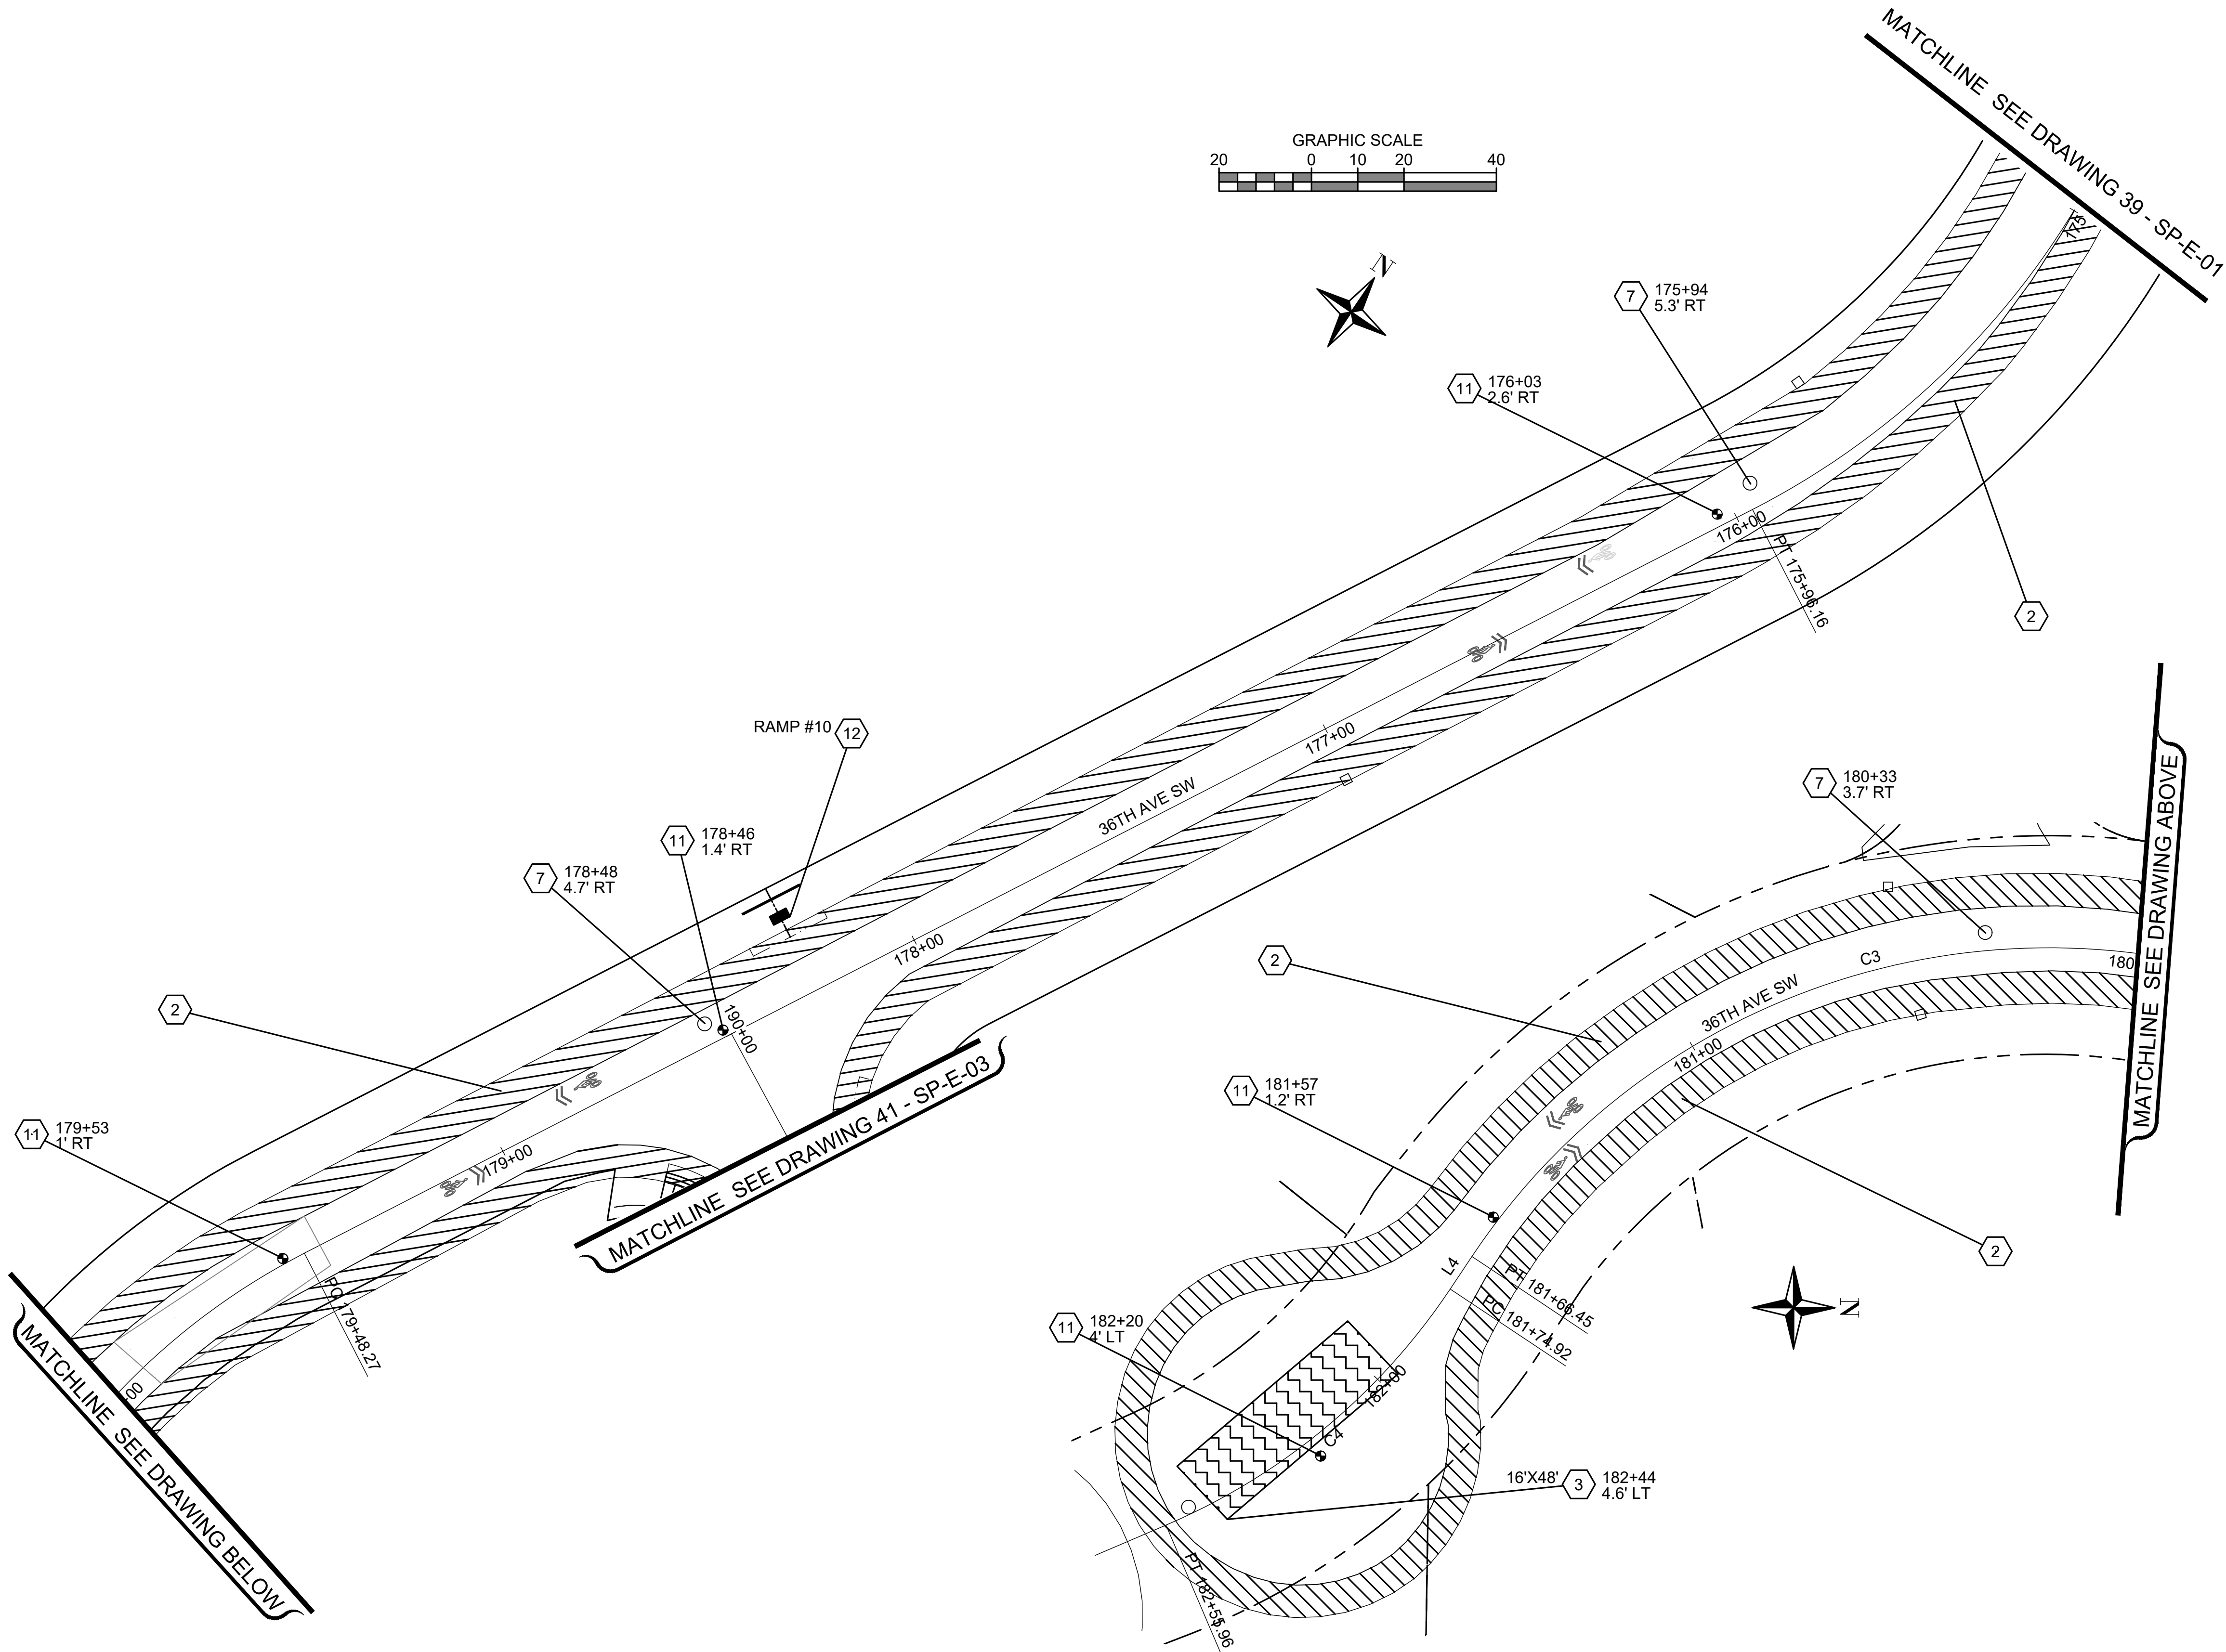 MATCHLINE  SEE DRAWING 39 - SP-E-01
GRAPHIC SCALE
20 0 10 20 40
N
7 175+94
5.3' RT
11 176+03
2.6' RT
176+00
PT 175+96.16
2
RAMP #10 12
177+00
36TH AVE SW
11 178+46
1.4' RT
7 178+48
4.7' RT
178+00
190+00
2
MATCHLINE  SEE DRAWING 41 - SP-E-03
11 179+53
1' RT
179+00
PC 179+48.27
00
MATCHLINE  SEE DRAWING BELOW
7 180+33
3.7' RT
MATCHLINE  SEE DRAWING ABOVE
180
C3
36TH AVE SW
2
181+00
11 181+57
1.2' RT
2
L4
PT 181+66.45
PC 181+74.92
N
11 182+20
4' LT
182+00
C4
16'X48' 3 182+44
4.6' LT